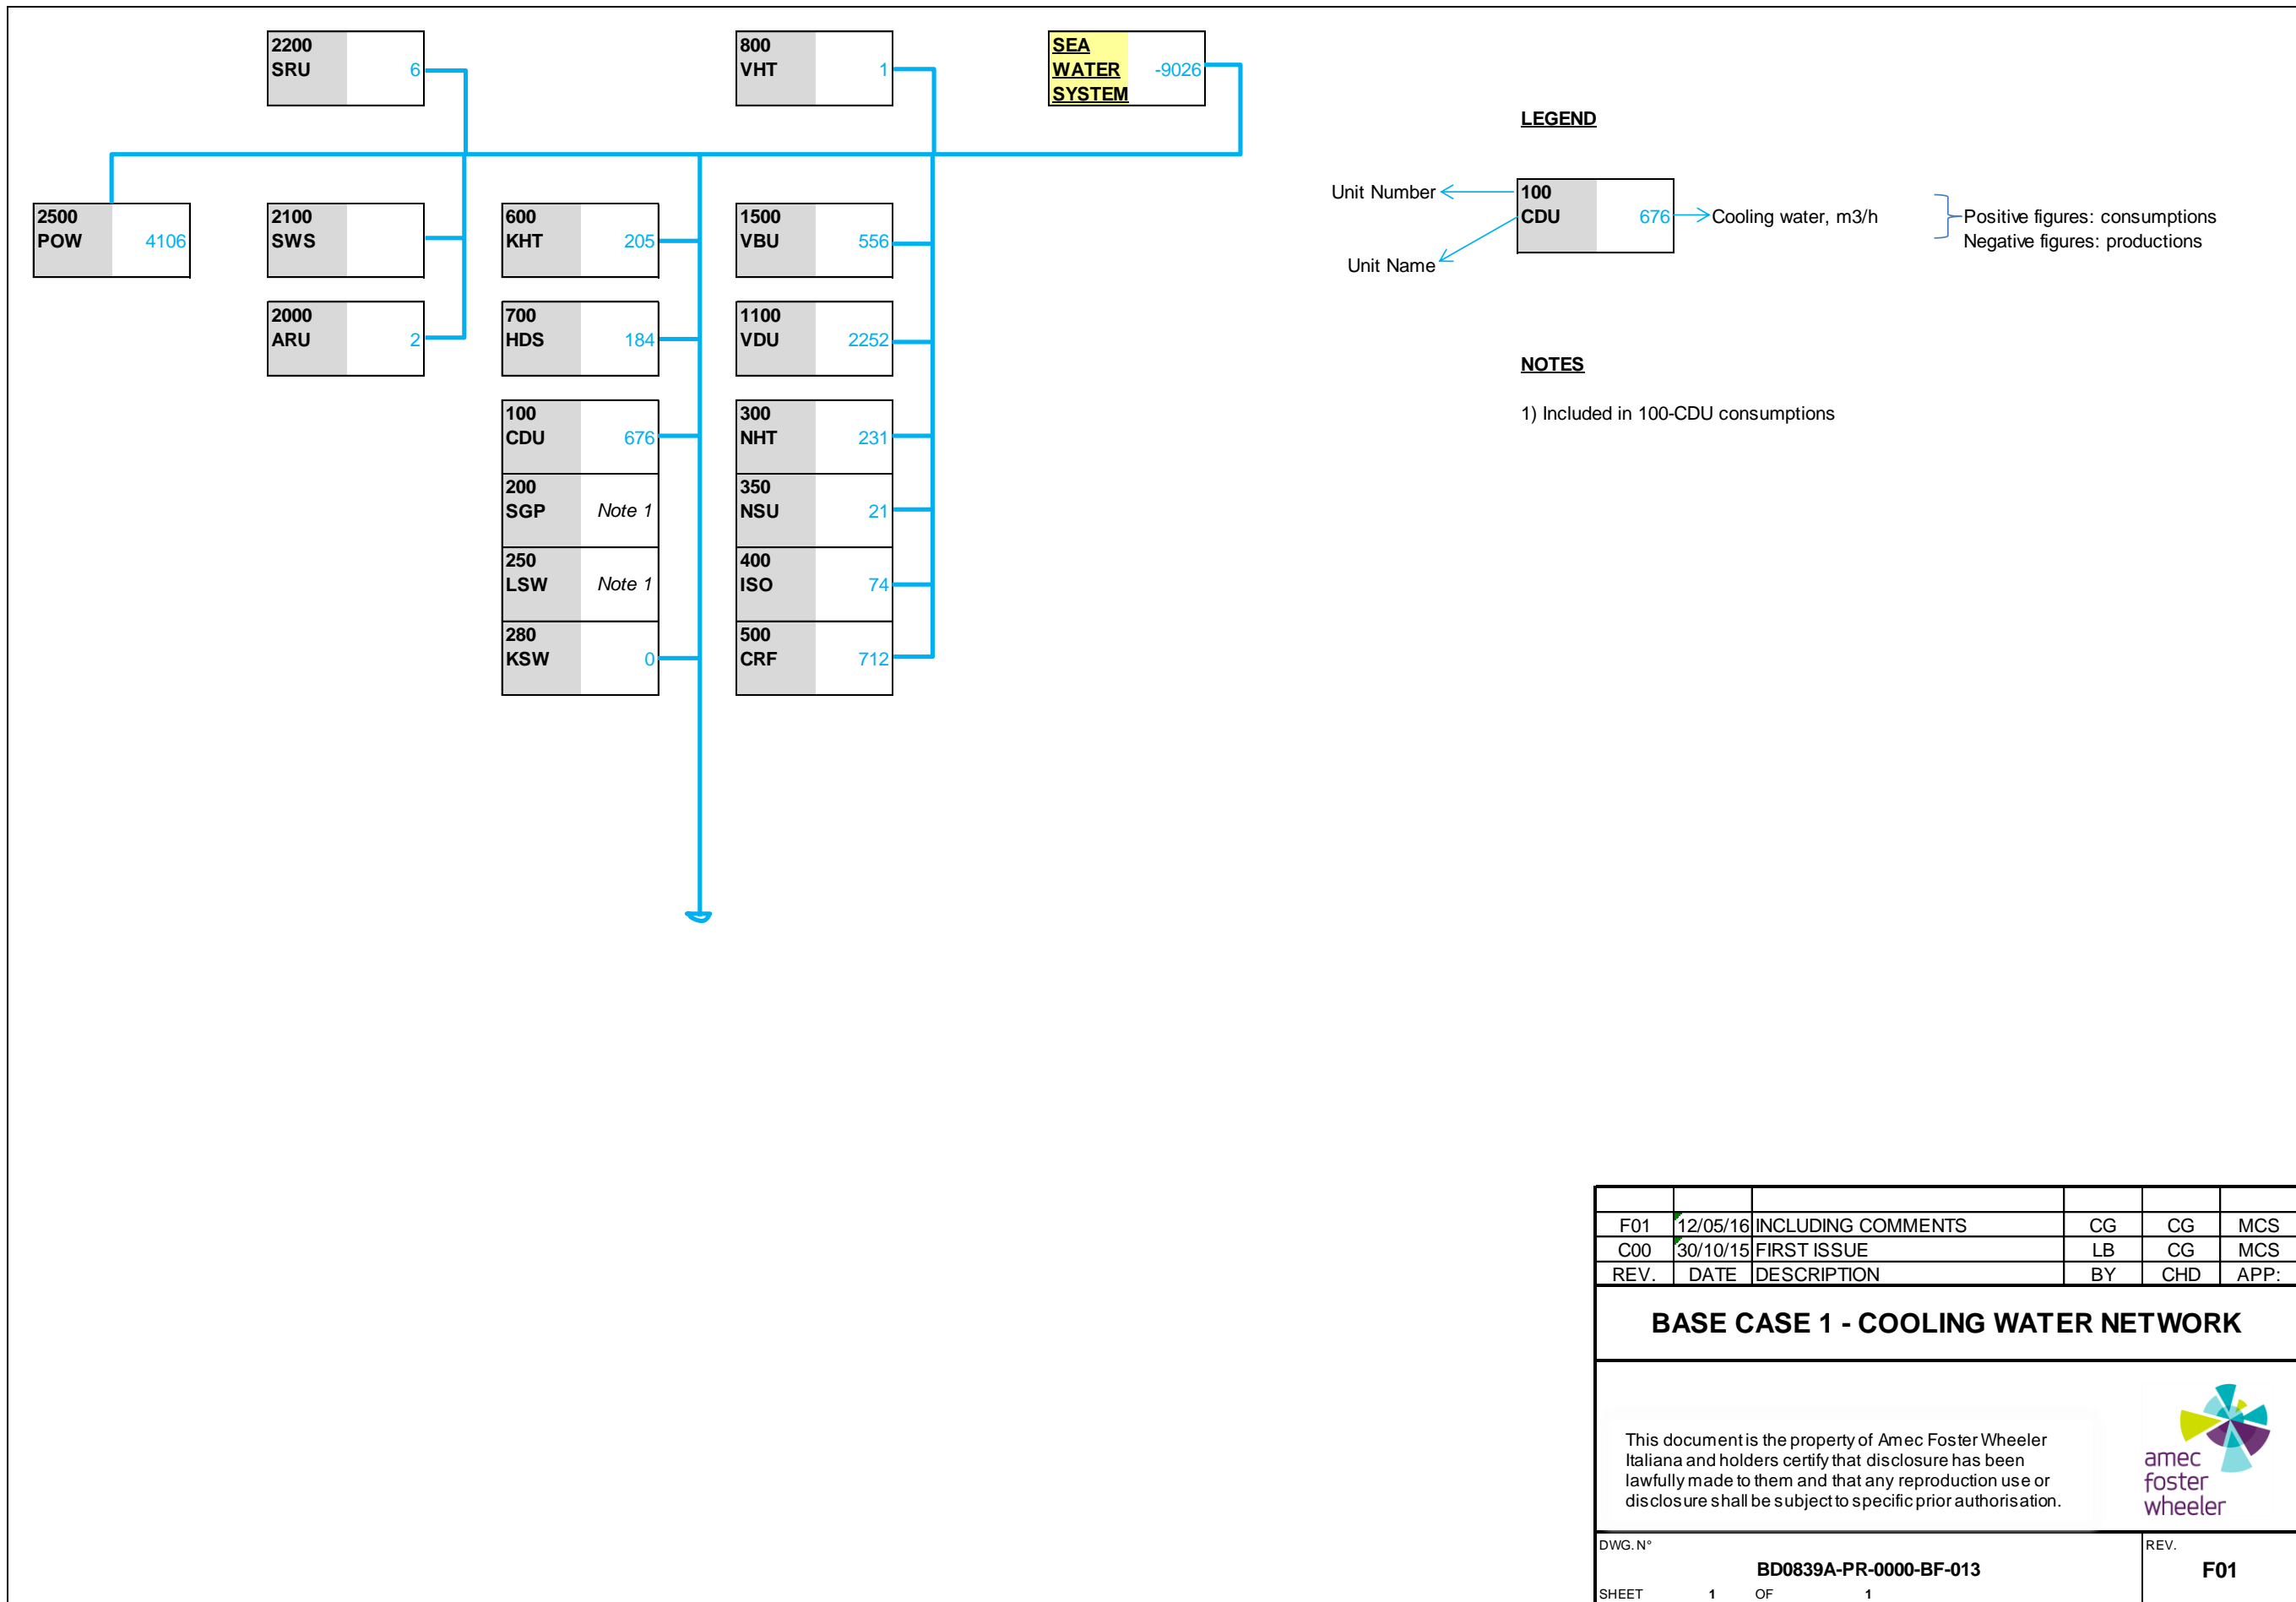 2200
SRU 6
800
VHT 1
SEA
WATER -9026
SYSTEM
2500
POW 4106
2100
SWS
2000
ARU 2
600
KHT 205
700
HDS 184
100
CDU 676
200
SGP Note 1
250
LSW Note 1
280
KSW 0
1500
VBU 556
1100
VDU 2252
300
NHT 231
350
NSU 21
400
ISO 74
500
CRF 712
LEGEND
Unit Number
100
CDU 676
Unit Name
Cooling water, m3/h
Positive figures: consumptions
Negative figures: productions
NOTES
1) Included in 100-CDU consumptions
F01 12/05/16 INCLUDING COMMENTS CG CG MCS
C00 30/10/15 FIRST ISSUE LB CG MCS
REV. DATE DESCRIPTION BY CHD APP:
BASE CASE 1 - COOLING WATER NETWORK
This document is the property of Amec Foster Wheeler
Italiana and holders certify that disclosure has been
lawfully made to them and that any reproduction use or
disclosure shall be subject to specific prior authorisation.
amec
foster
wheeler
DWG. N°
BD0839A-PR-0000-BF-013
SHEET 1 OF 1
REV.
F01